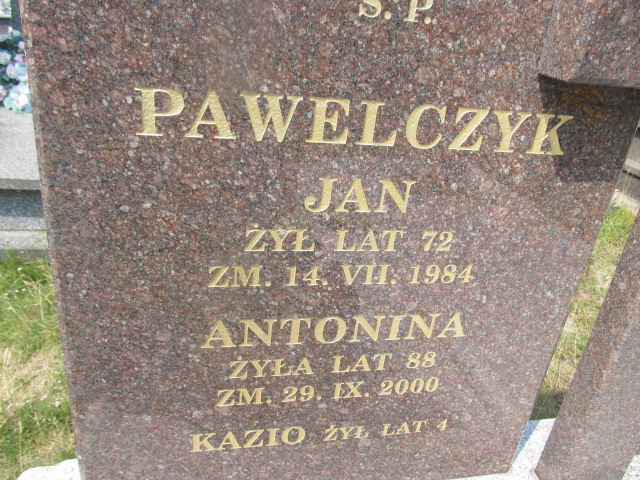 Ś. P.
PAWELCZYK
JAN
ŻYŁ LAT 72
ZM. 14. VII. 1984
ANTONINA
ŻYŁA LAT 88
ZM. 29. IX. 2000
KAZIO ŻYŁ LAT 4